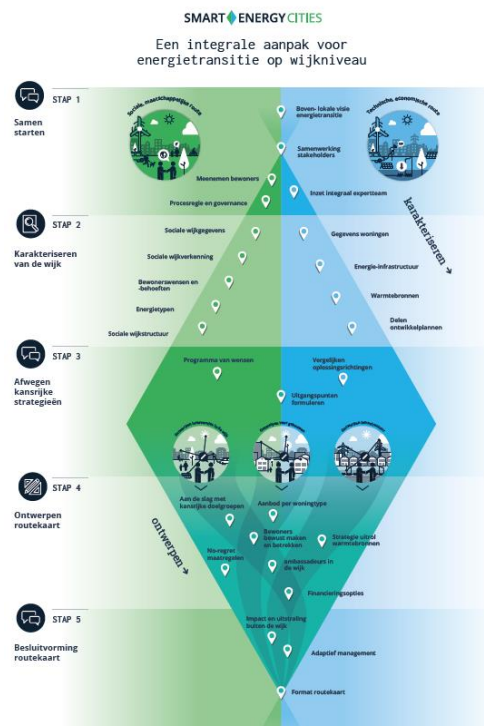 SMART ENERGY CITIES
Een integrale aanpak voor
energietransitie op wijkniveau
STAP 1
Samen
starten
Sociale, maatschappelijke route
Technische, economische route
Boven- lokale visie
energietransitie
Samenwerking
stakeholders
Meenemen bewoners
Inzet integraal expertteam
Procesregie en governance
karakteriseren
STAP 2
Karakteriseren
van de wijk
Sociale wijkgegevens
Gegevens woningen
Sociale wijkverkenning
Energie-infrastructuur
Bewonerswensen en
-behoeften
Warmtebronnen
Energietypen
Delen
ontwikkelplannen
Sociale wijkstructuur
STAP 3
Afwegen
kansrijke
strategieën
Programma van wensen
Vergelijken
oplossingsrichtingen
Uitgangspunten
formuleren
STAP 4
Ontwerpen
routekaart
ontwerpen
Aan de slag met
kansrijke doelgroepen
Aanbod per woningtype
Bewoners
bewust maken
en betrekken
Strategie uitrol
warmtebronnen
No-regret
maatregelen
ambassadeurs in
de wijk
Financieringsopties
STAP 5
Besluitvorming
routekaart
Impact en uitstraling
buiten de wijk
Adaptief management
Format routekaart